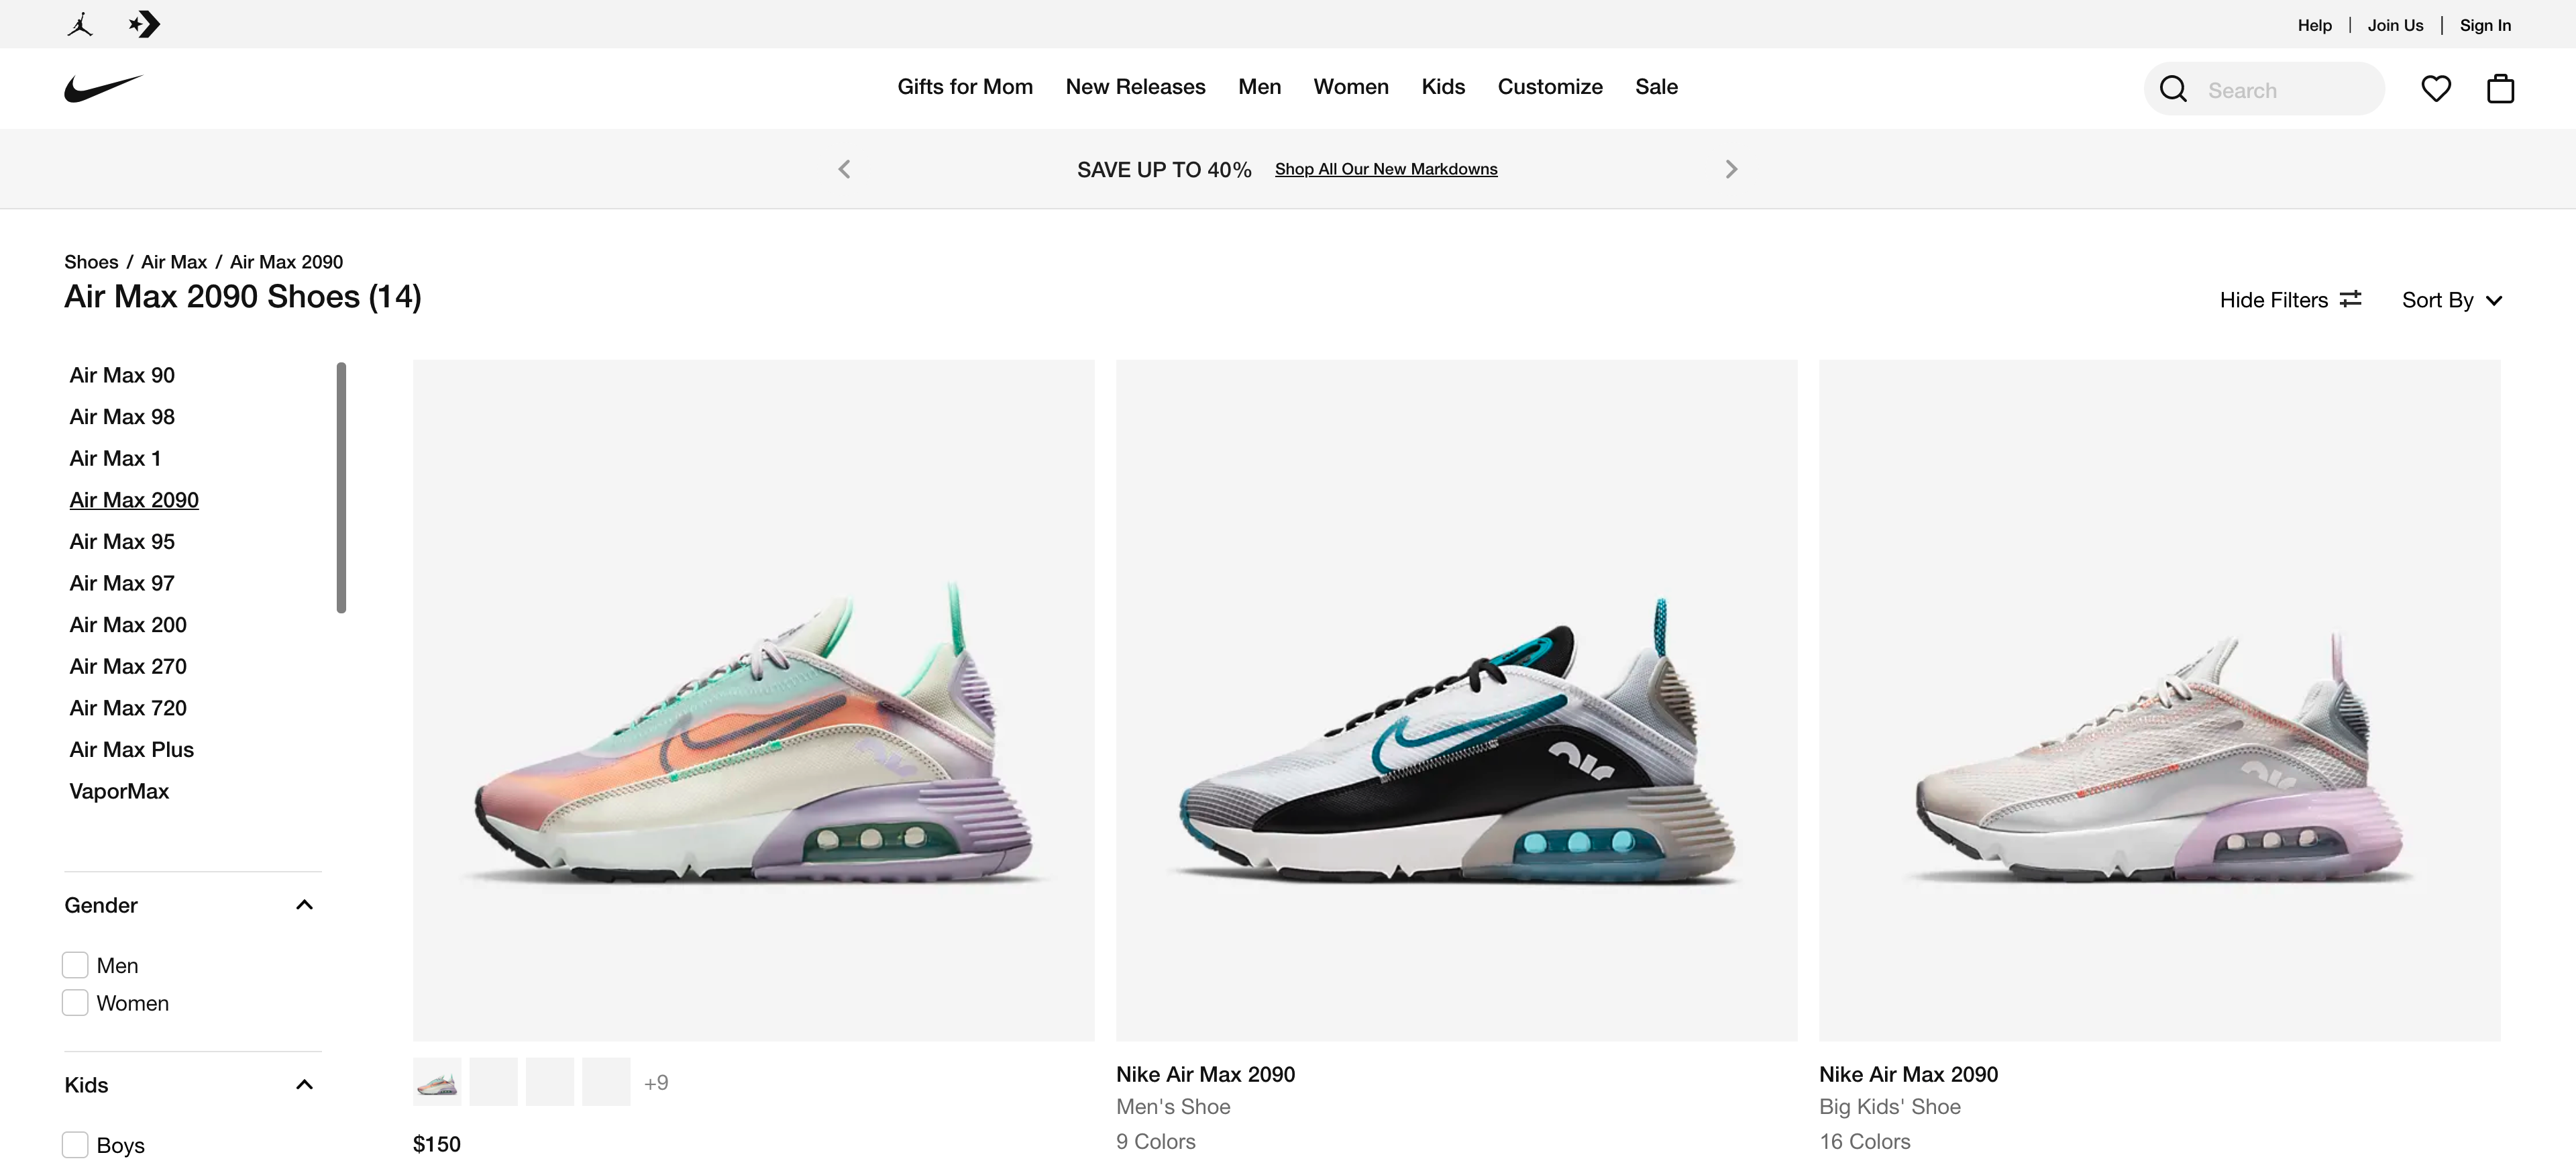 Help | Join Us | Sign In
Gifts for Mom New Releases Men Women Kids Customize Sale
Search
SAVE UP TO 40% Shop All Our New Markdowns
Shoes / Air Max / Air Max 2090
Air Max 2090 Shoes (14)
Hide Filters Sort By
Air Max 90
Air Max 98
Air Max 1
Air Max 2090
Air Max 95
Air Max 97
Air Max 200
Air Max 270
Air Max 720
Air Max Plus
VaporMax
Gender
Men
Women
Kids
Boys
air
air
air
+9
$150
Nike Air Max 2090
Men's Shoe
9 Colors
Nike Air Max 2090
Big Kids' Shoe
16 Colors